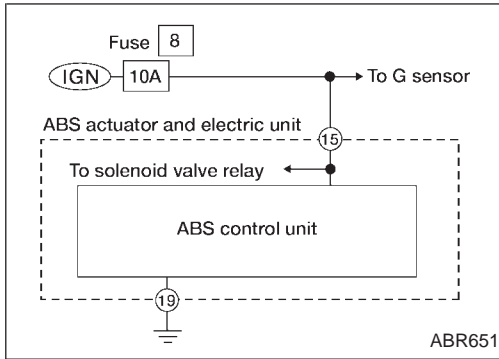 Fuse 8
IGN 10A To G sensor
ABS actuator and electric unit
15
To solenoid valve relay
ABS control unit
19
ABR651